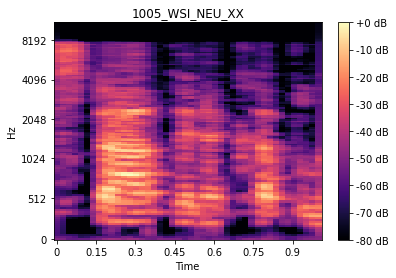 1005_WSI_NEU_XX
Hz
8192
4096
2048
1024
512
0
0
0.15
0.3
0.45
0.6
0.75
0.9
Time
+0 dB
-10 dB
-20 dB
-30 dB
-40 dB
-50 dB
-60 dB
-70 dB
-80 dB